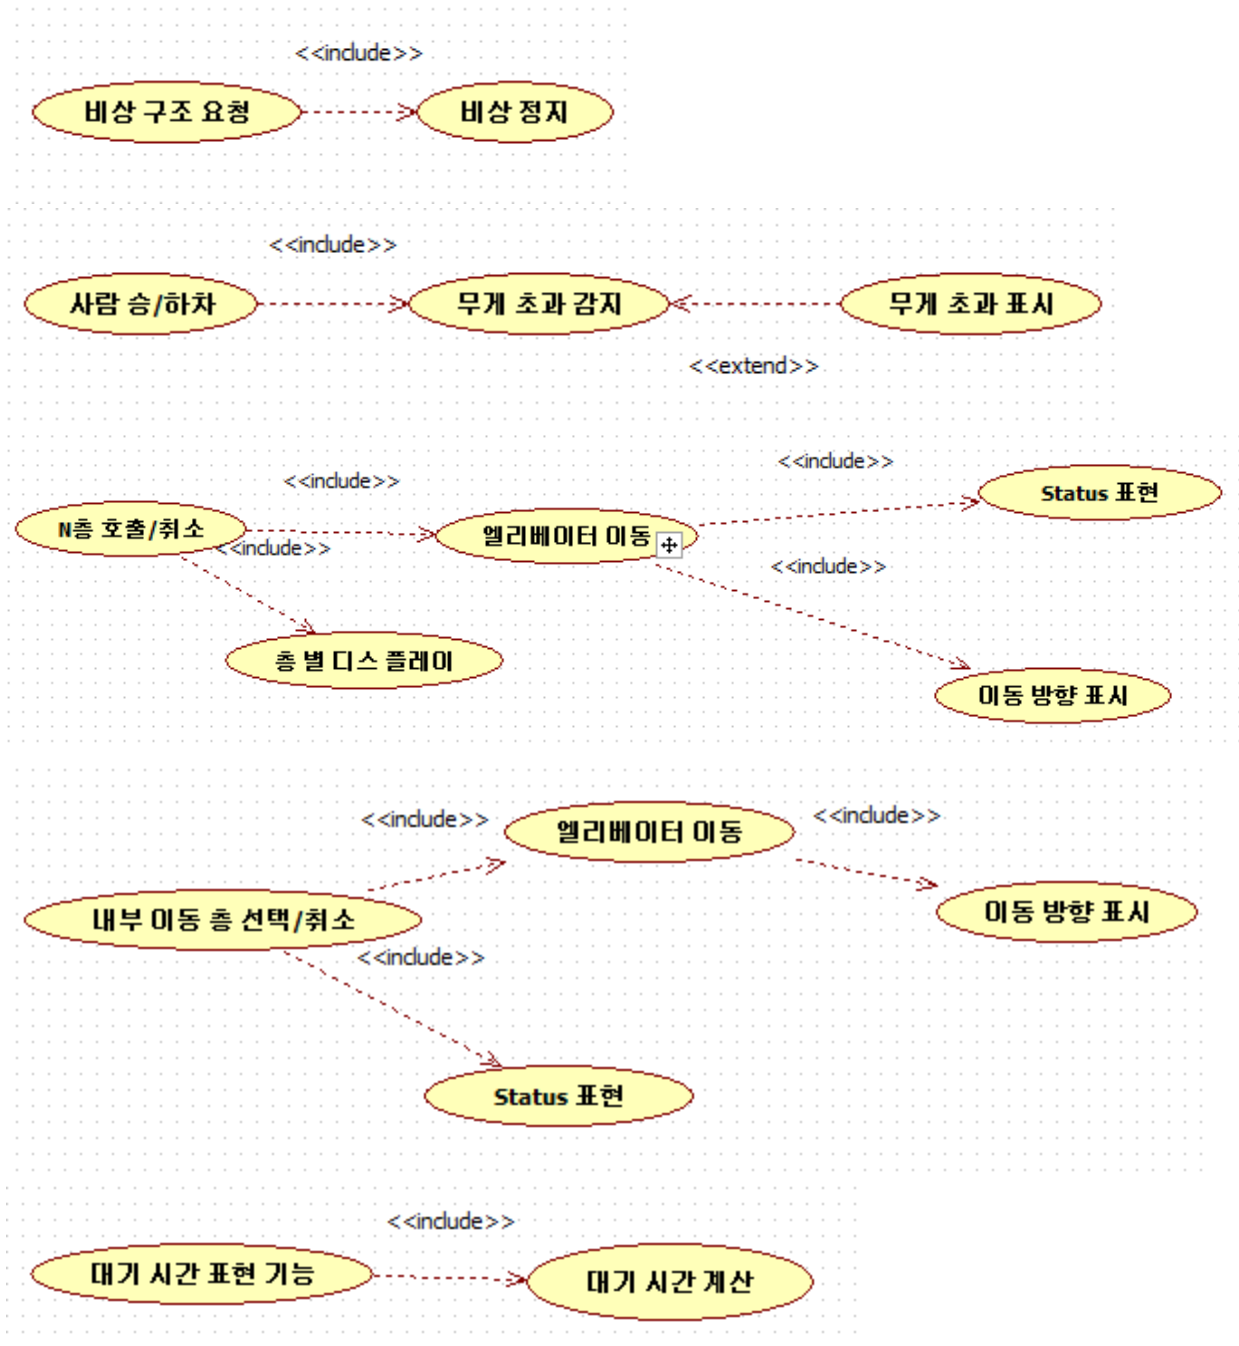 <<include>>
비상 구조 요청
비상 정지
<<include>>
사람 승/하차
무게 초과 감지
무게 초과 표시
<<extend>>
<<include>>
<<include>>
Status 표현
N층 호출/취소
엘리베이터 이동
<<include>>
<<include>>
층 별 디스 플레이
이동 방향 표시
<<include>>
엘리베이터 이동
<<include>>
내부 이동 층 선택/취소
이동 방향 표시
<<include>>
Status 표현
<<include>>
대기 시간 표현 기능
대기 시간 계산